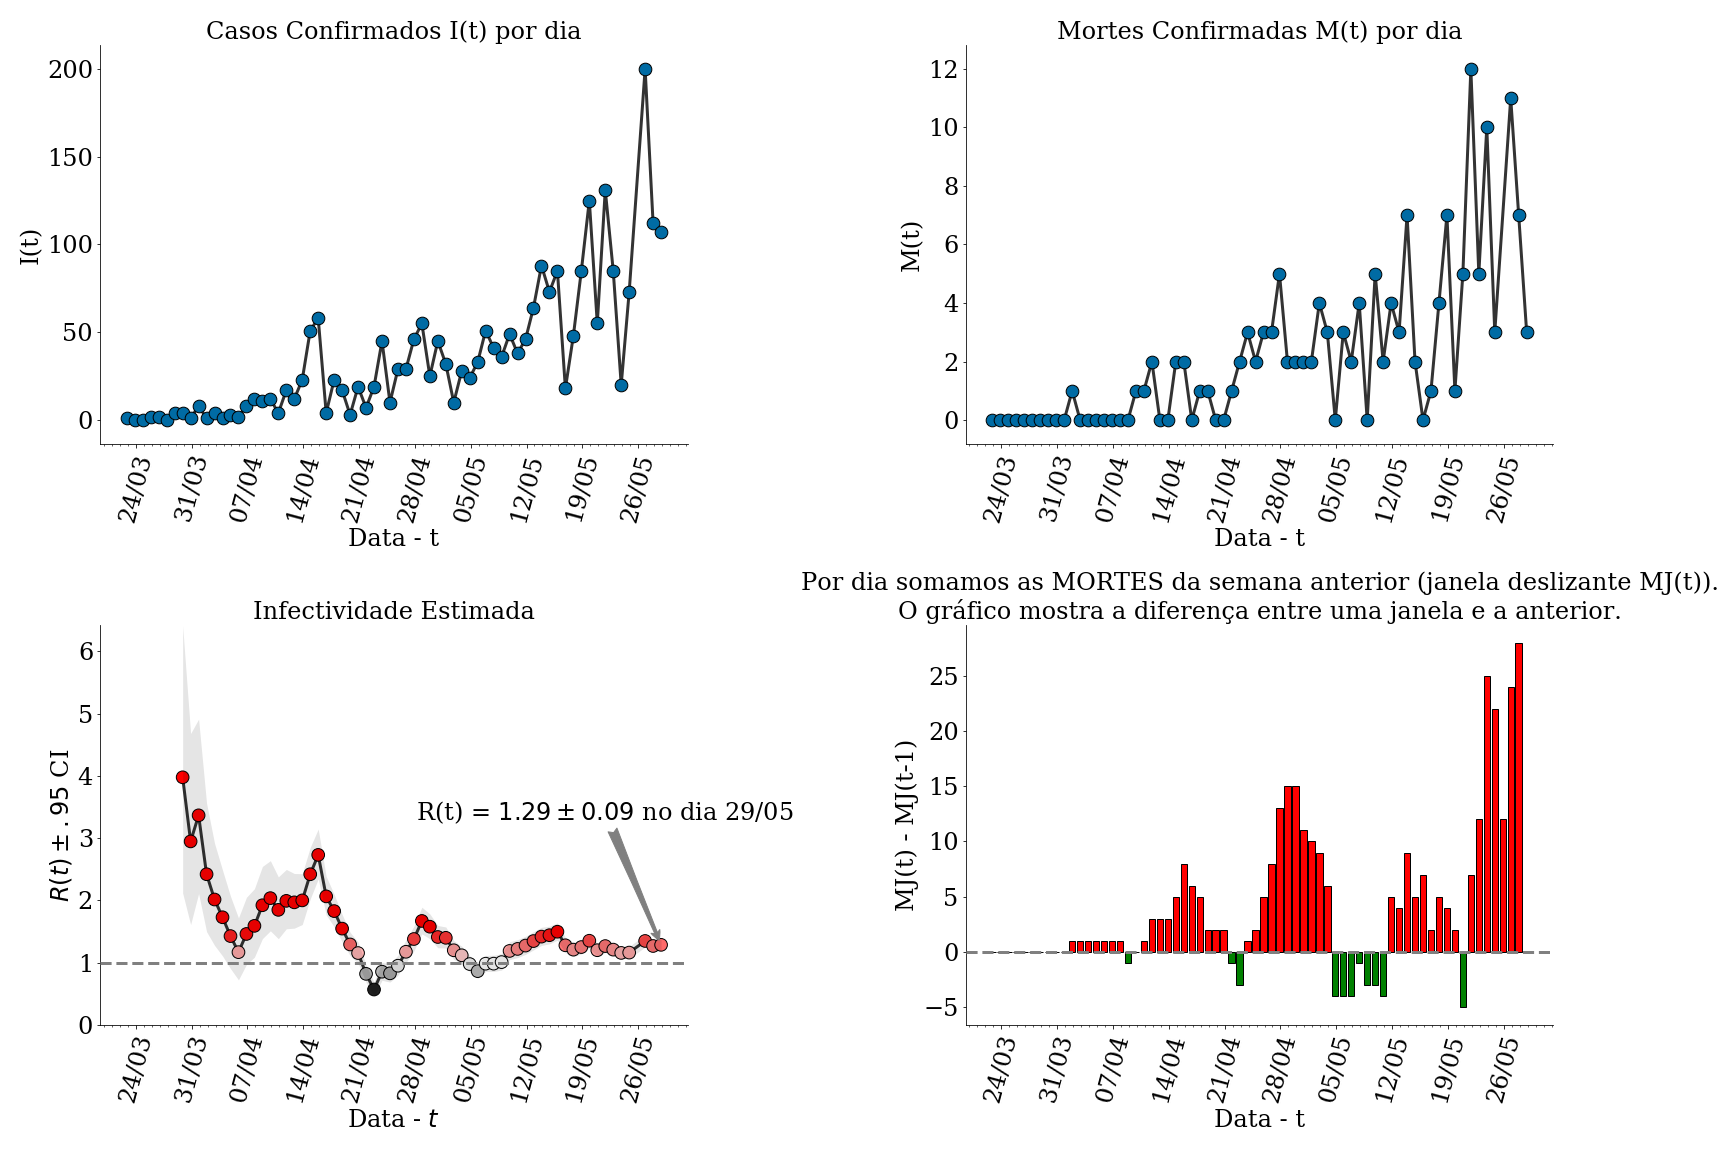 Casos Confirmados I(t) por dia
I(t)
200
150
100
50
0
24/03 31/03 07/04 14/04 21/04 28/04 05/05 12/05 19/05 26/05
Data - t
Mortes Confirmadas M(t) por dia
M(t)
12
10
8
6
4
2
0
24/03 31/03 07/04 14/04 21/04 28/04 05/05 12/05 19/05 26/05
Data - t
Infectividade Estimada
R(t) ± .95 CI
6
5
4
3
2
1
0
R(t) = 1.29 ± 0.09 no dia 29/05
24/03 31/03 07/04 14/04 21/04 28/04 05/05 12/05 19/05 26/05
Data - t
Por dia somamos as MORTES da semana anterior (janela deslizante MJ(t)).
O gráfico mostra a diferença entre uma janela e a anterior.
MJ(t) - MJ(t-1)
25
20
15
10
5
0
−5
24/03 31/03 07/04 14/04 21/04 28/04 05/05 12/05 19/05 26/05
Data - t